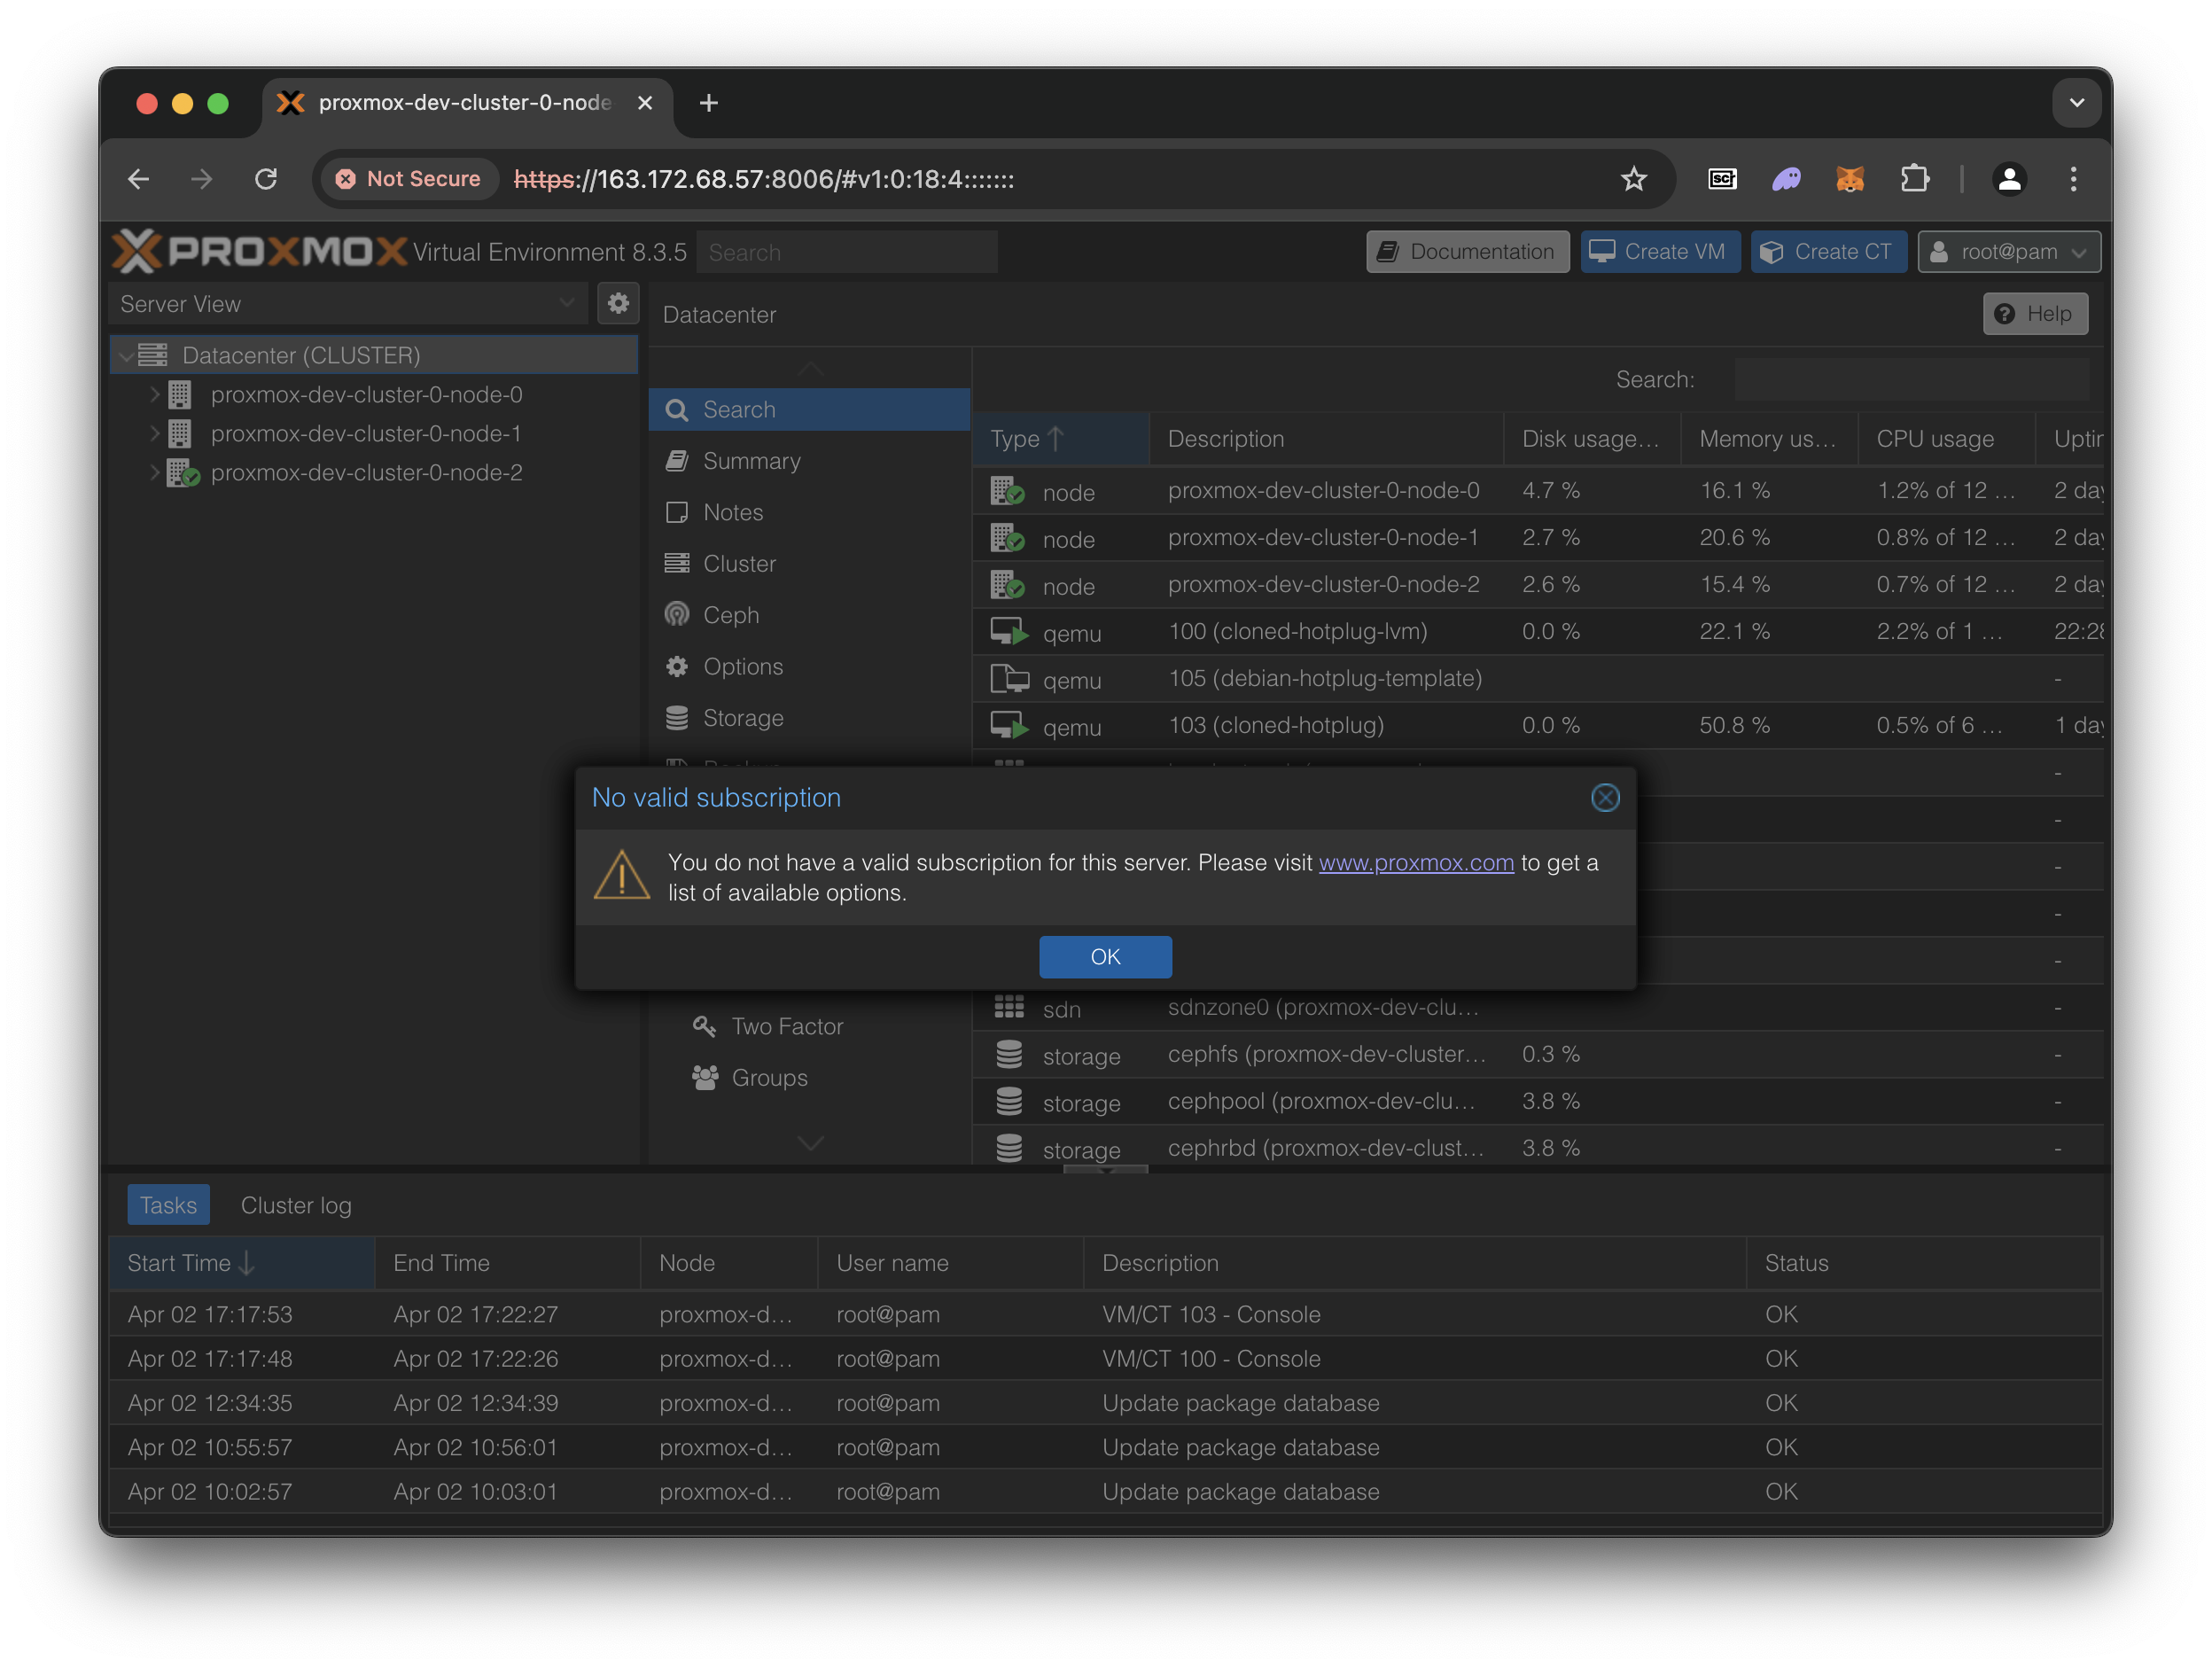 proxmox-dev-cluster-0-node
Not Secure https://163.172.68.57:8006/#v1:0:18:4:::::::
PROXMOX Virtual Environment 8.3.5 Search Documentation Create VM Create CT root@pam
Server View
Datacenter Help
Datacenter (CLUSTER)
proxmox-dev-cluster-0-node-0
proxmox-dev-cluster-0-node-1
proxmox-dev-cluster-0-node-2
Search
Summary
Notes
Cluster
Ceph
Options
Storage
Two Factor
Groups
Search:
Type Description Disk usage... Memory us... CPU usage Uptim
node proxmox-dev-cluster-0-node-0 4.7 % 16.1 % 1.2% of 12 ... 2 day
node proxmox-dev-cluster-0-node-1 2.7 % 20.6 % 0.8% of 12 ... 2 day
node proxmox-dev-cluster-0-node-2 2.6 % 15.4 % 0.7% of 12 ... 2 day
qemu 100 (cloned-hotplug-lvm) 0.0 % 22.1 % 2.2% of 1 ... 22:28
qemu 105 (debian-hotplug-template) -
qemu 103 (cloned-hotplug) 0.0 % 50.8 % 0.5% of 6 ... 1 day
-
-
-
-
-
sdn sdnzone0 (proxmox-dev-clu... -
storage cephfs (proxmox-dev-cluster... 0.3 % -
storage cephpool (proxmox-dev-clu... 3.8 % -
storage cephrbd (proxmox-dev-clust... 3.8 % -
No valid subscription
You do not have a valid subscription for this server. Please visit www.proxmox.com to get a
list of available options.
OK
Tasks Cluster log
Start Time End Time Node User name Description Status
Apr 02 17:17:53 Apr 02 17:22:27 proxmox-d... root@pam VM/CT 103 - Console OK
Apr 02 17:17:48 Apr 02 17:22:26 proxmox-d... root@pam VM/CT 100 - Console OK
Apr 02 12:34:35 Apr 02 12:34:39 proxmox-d... root@pam Update package database OK
Apr 02 10:55:57 Apr 02 10:56:01 proxmox-d... root@pam Update package database OK
Apr 02 10:02:57 Apr 02 10:03:01 proxmox-d... root@pam Update package database OK